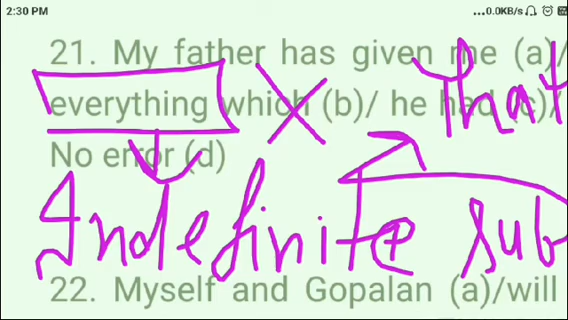 2:30 PM ...0.0KB/s
21. My father has given me (a)/
everything which (b)/ he had (c)/
That
No error (d)
Indefinite sub
22. Myself and Gopalan (a)/will